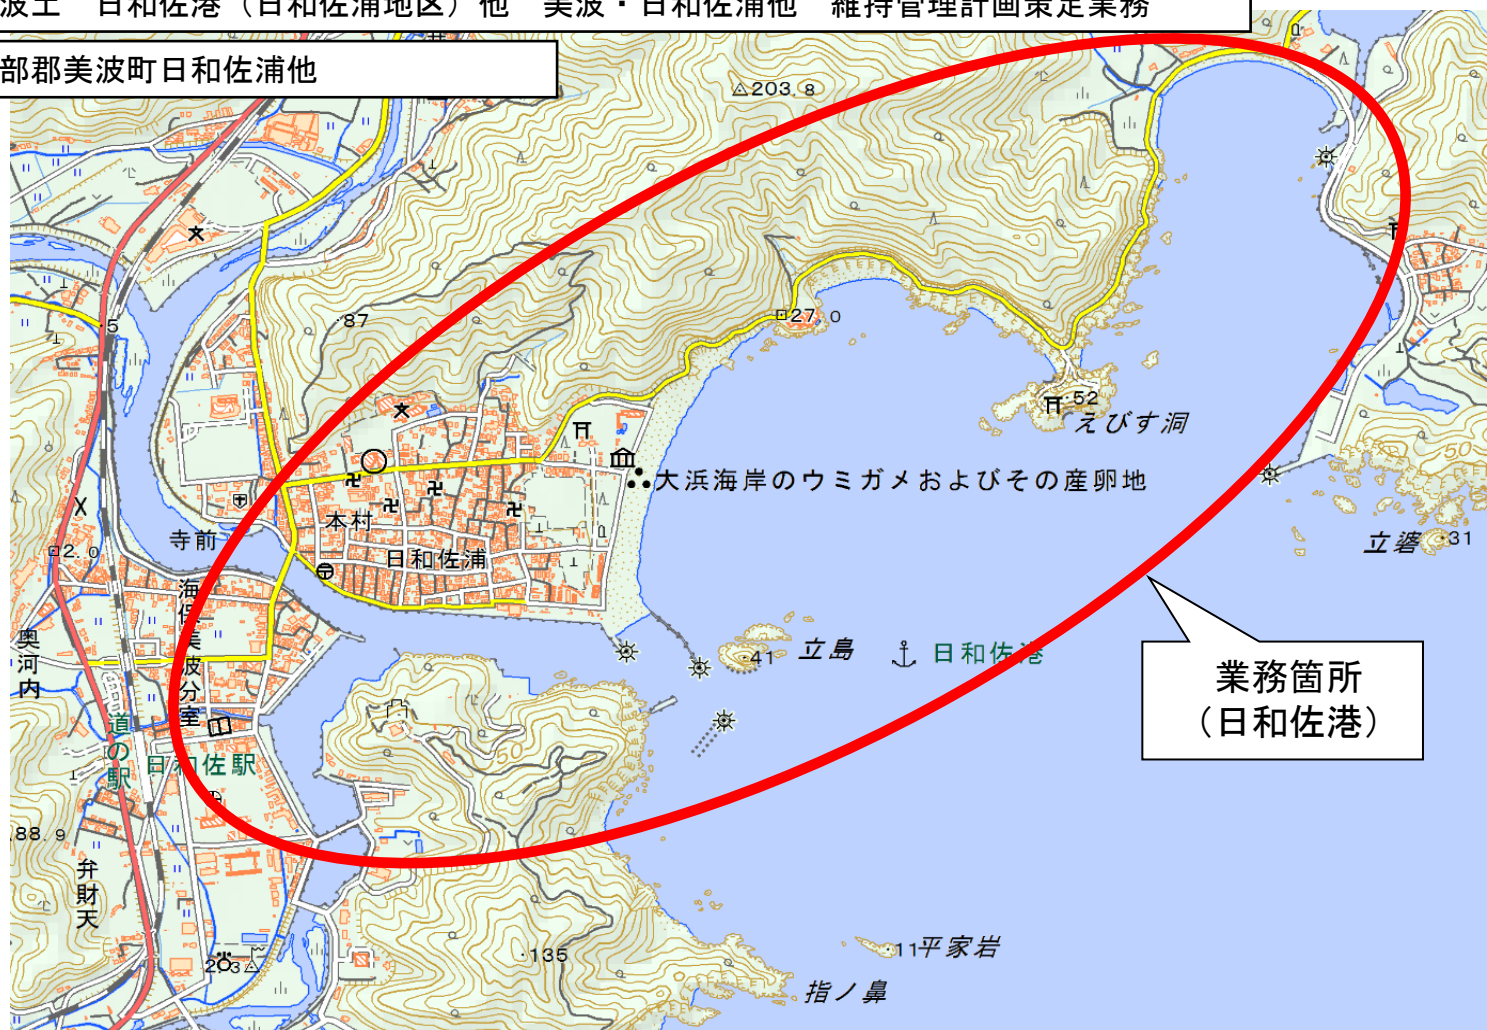 波土　日和佐港（日和佐浦地区）他　美波・日和佐浦他　維持管理計画策定業務
部郡美波町日和佐浦他
203.8
87
5
27.0
52
えびす洞
大浜海岸のウミガメおよびその産卵地
本村
寺前
日和佐浦
2.0
立碆
31
海保美波分室
奥河内
立島
41
日和佐港
業務箇所
（日和佐港）
道の駅
日和佐駅
88.9
弁財天
135
11
平家岩
指ノ鼻
50